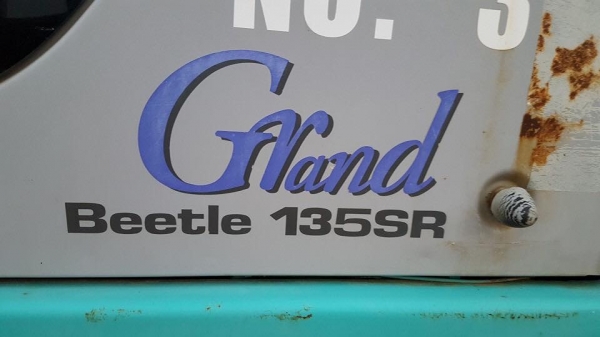 NO. 3
Grand
Beetle 135SR